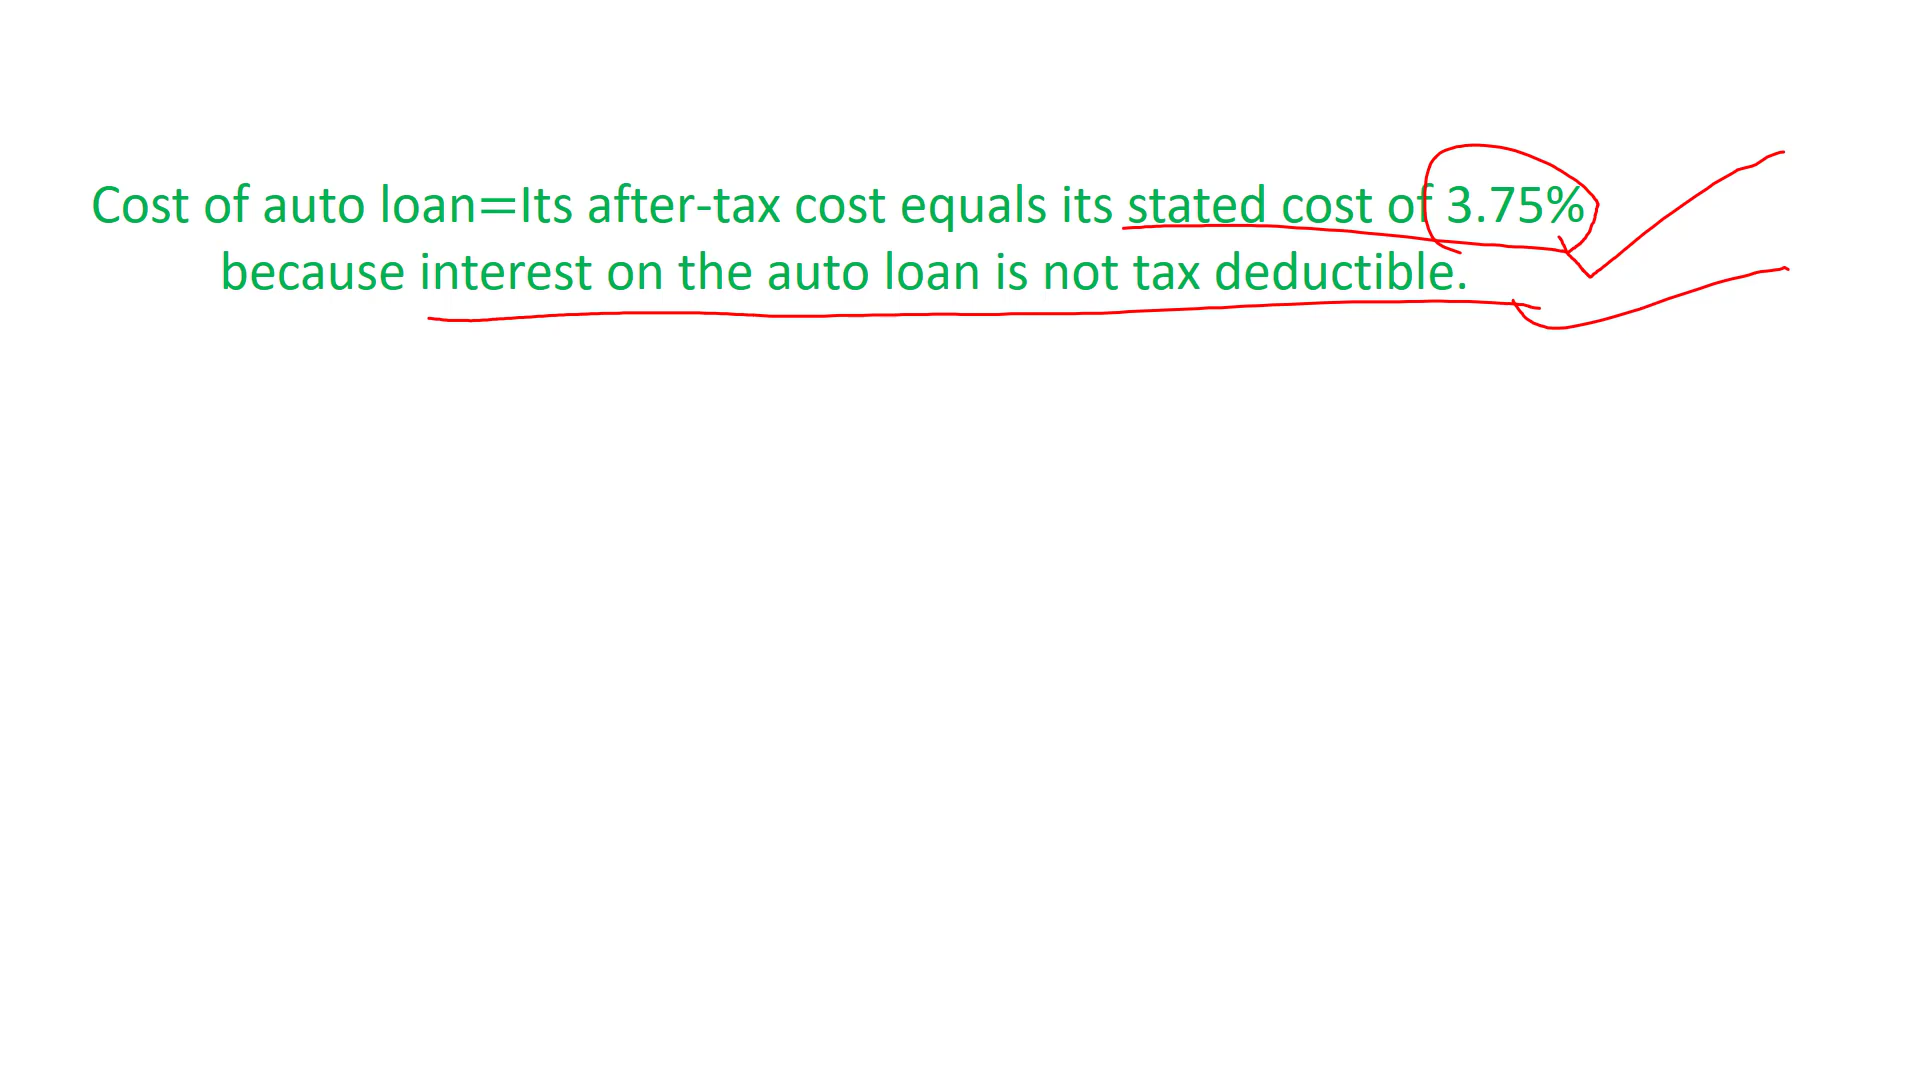 Cost of auto loan=Its after-tax cost equals its stated cost of 3.75%
because interest on the auto loan is not tax deductible.